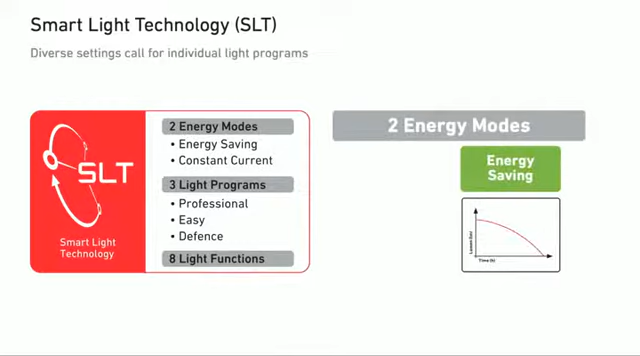 Smart Light Technology (SLT)
Diverse settings call for individual light programs
SLT
Smart Light
Technology
2 Energy Modes
• Energy Saving
• Constant Current
3 Light Programs
• Professional
• Easy
• Defence
8 Light Functions
2 Energy Modes
Energy
Saving
Time (h)